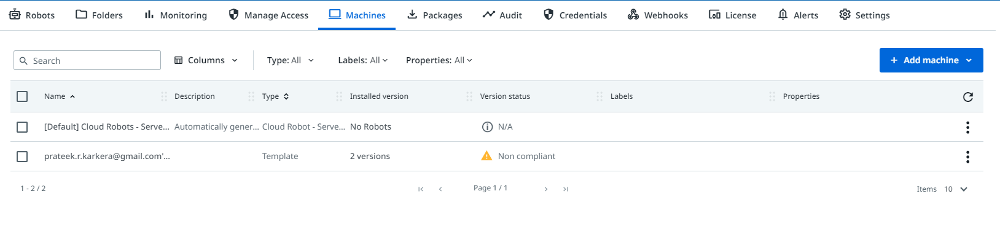 Robots Folders Monitoring Manage Access Machines Packages Audit Credentials Webhooks License Alerts Settings
Search Columns Type: All Labels: All Properties: All + Add machine
Name Description Type Installed version Version status Labels Properties
[Default] Cloud Robots - Serve... Automatically gener... Cloud Robot - Serve... No Robots N/A
prateek.r.karkera@gmail.com'... Template 2 versions Non compliant
1 - 2 / 2 Page 1 / 1 Items 10